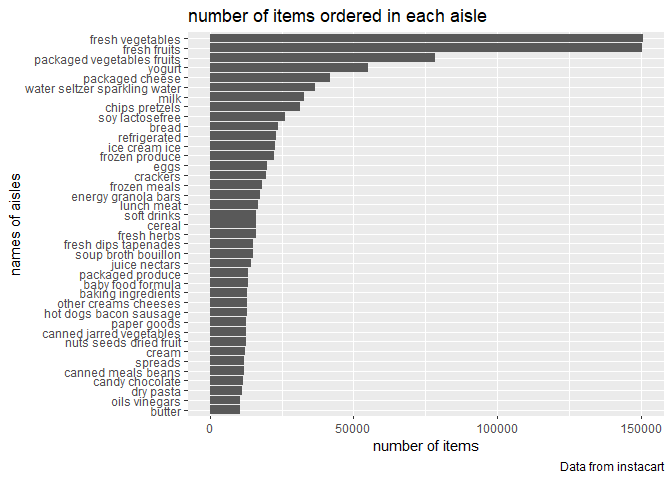 number of items ordered in each aisle
fresh vegetables
fresh fruits
packaged vegetables fruits
yogurt
packaged cheese
water seltzer sparkling water
milk
chips pretzels
soy lactosefree
bread
refrigerated
ice cream ice
frozen produce
eggs
crackers
frozen meals
energy granola bars
lunch meat
soft drinks
cereal
fresh herbs
fresh dips tapenades
soup broth bouillon
juice nectars
packaged produce
baby food formula
baking ingredients
other creams cheeses
hot dogs bacon sausage
paper goods
canned jarred vegetables
nuts seeds dried fruit
cream
spreads
canned meals beans
candy chocolate
dry pasta
oils vinegars
butter
names of aisles
0 50000 100000 150000
number of items
Data from instacart